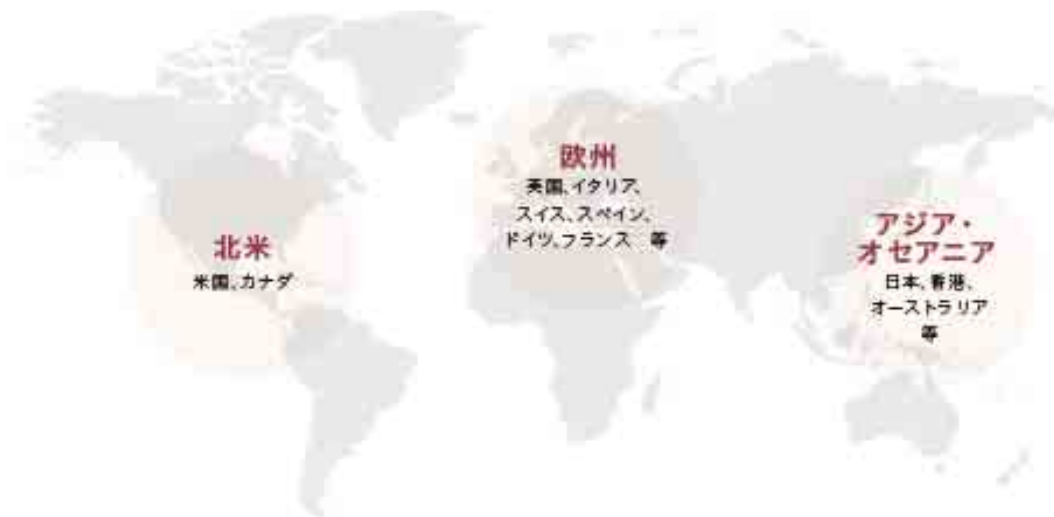 北米
米国、カナダ
欧州
英国、イタリア、
スイス、スペイン、
ドイツ、フランス 等
アジア・
オセアニア
日本、香港、
オーストラリア
等